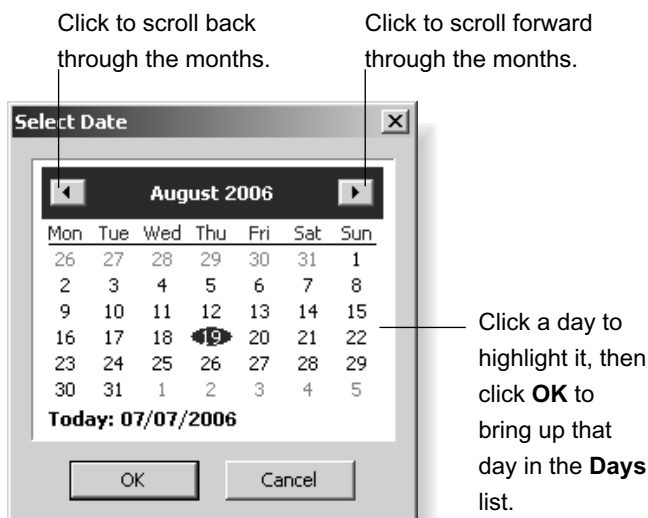 Click to scroll back
through the months.
Click to scroll forward
through the months.
Select Date
August 2006
Mon Tue Wed Thu Fri Sat Sun
26 27 28 29 30 31 1
2 3 4 5 6 7 8
9 10 11 12 13 14 15
16 17 18 19 20 21 22
23 24 25 26 27 28 29
30 31 1 2 3 4 5
Today: 07/07/2006
OK Cancel
Click a day to
highlight it, then
click OK to
bring up that
day in the Days
list.